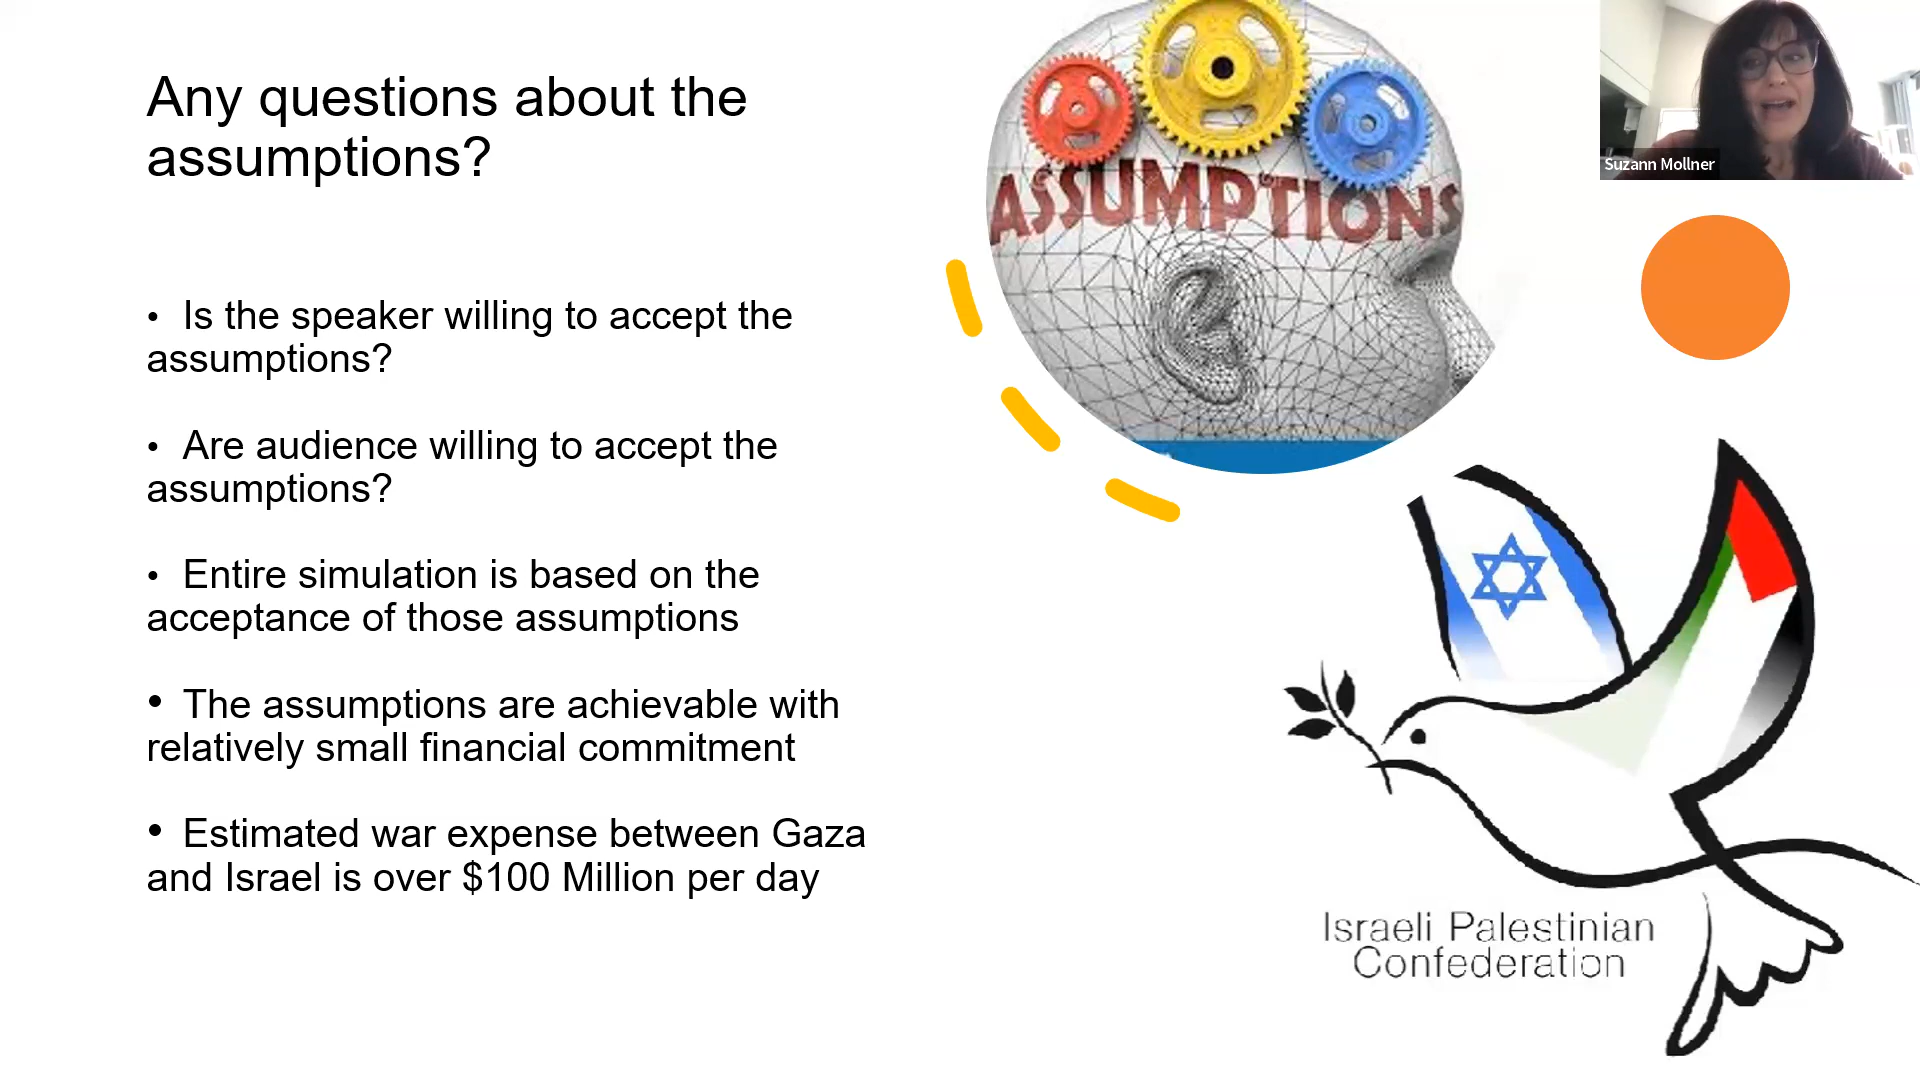 Any questions about the
assumptions?
• Is the speaker willing to accept the
assumptions?
• Are audience willing to accept the
assumptions?
• Entire simulation is based on the
acceptance of those assumptions
• The assumptions are achievable with
relatively small financial commitment
• Estimated war expense between Gaza
and Israel is over $100 Million per day
ASSUMPTIONS
Suzann Mollner
Israeli Palestinian
Confederation